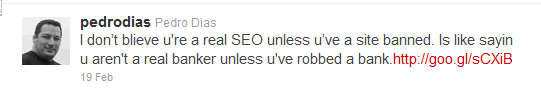 pedrodias Pedro Dias
I don't blieve u're a real SEO unless u've a site banned. Is like sayin
u aren't a real banker unless u've robbed a bank.http://goo.gl/sCXiB
19 Feb